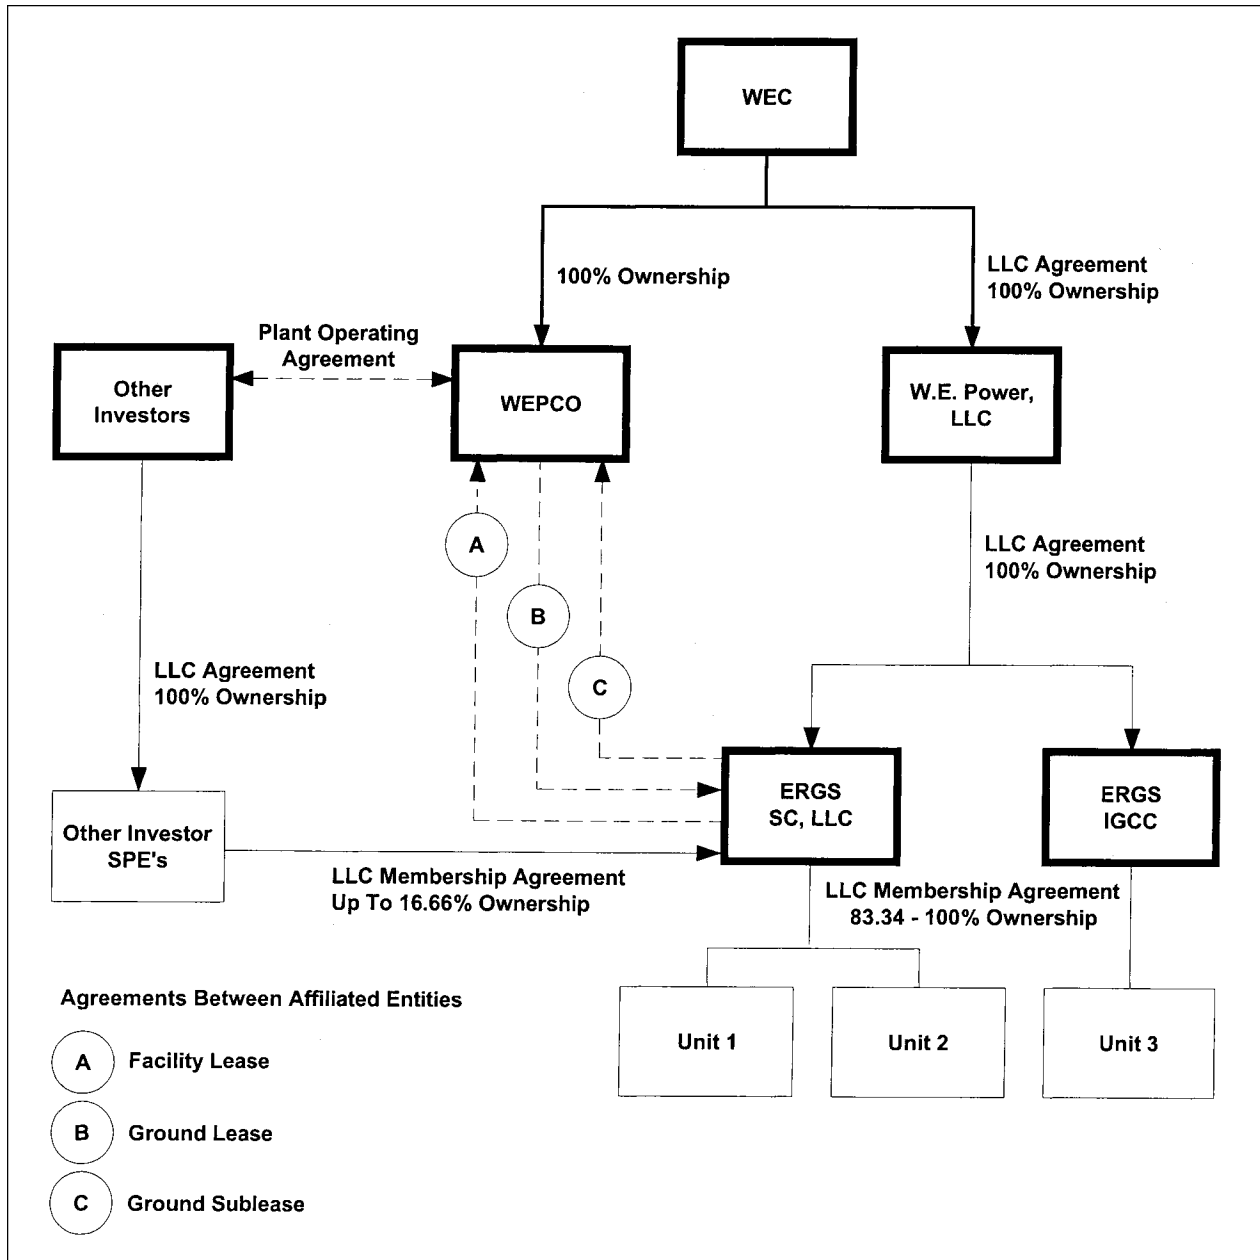 WEC
100% Ownership
LLC Agreement
100% Ownership
Plant Operating
Agreement
Other
Investors
WEPCO
W.E. Power,
LLC
A
B
C
LLC Agreement
100% Ownership
LLC Agreement
100% Ownership
ERGS
SC, LLC
ERGS
IGCC
Other Investor
SPE's
LLC Membership Agreement
Up To 16.66% Ownership
LLC Membership Agreement
83.34 - 100% Ownership
Unit 1
Unit 2
Unit 3
Agreements Between Affiliated Entities
A Facility Lease
B Ground Lease
C Ground Sublease